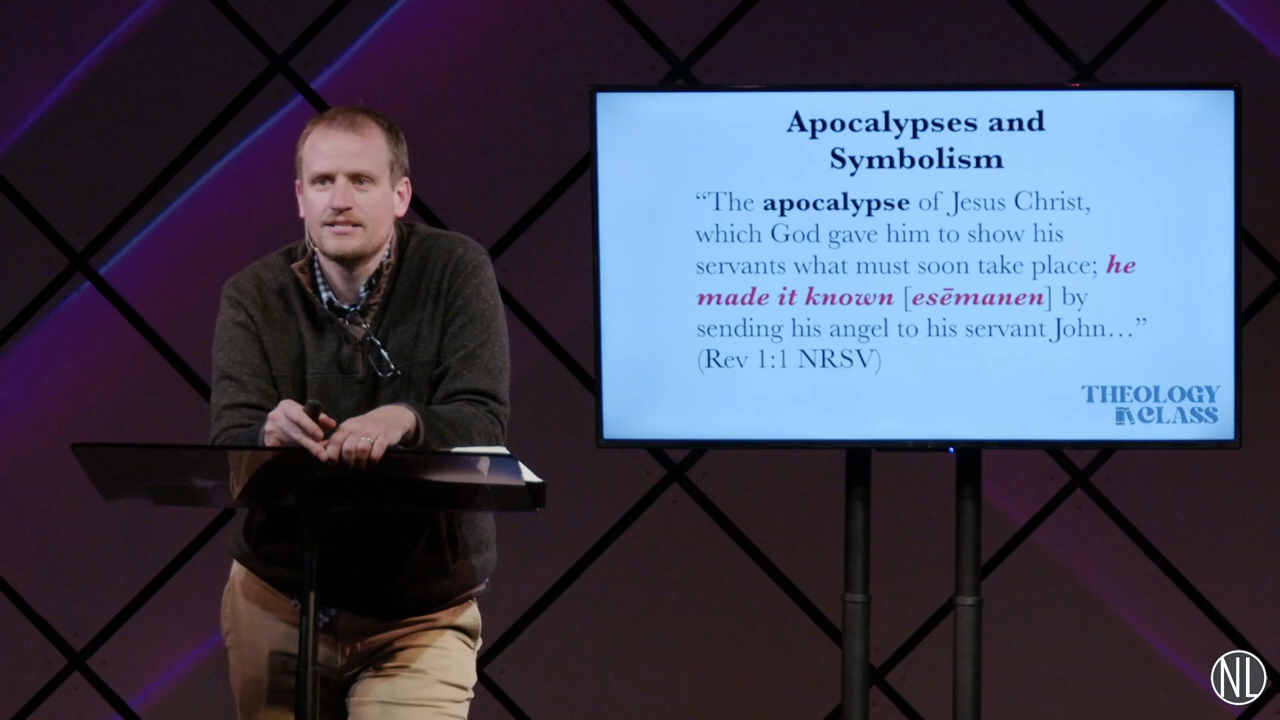 Apocalypses and
Symbolism
“The apocalypse of Jesus Christ,
which God gave him to show his
servants what must soon take place; he
made it known [esēmanen] by
sending his angel to his servant John…”
(Rev 1:1 NRSV)
THEOLOGY
CLASS
NL